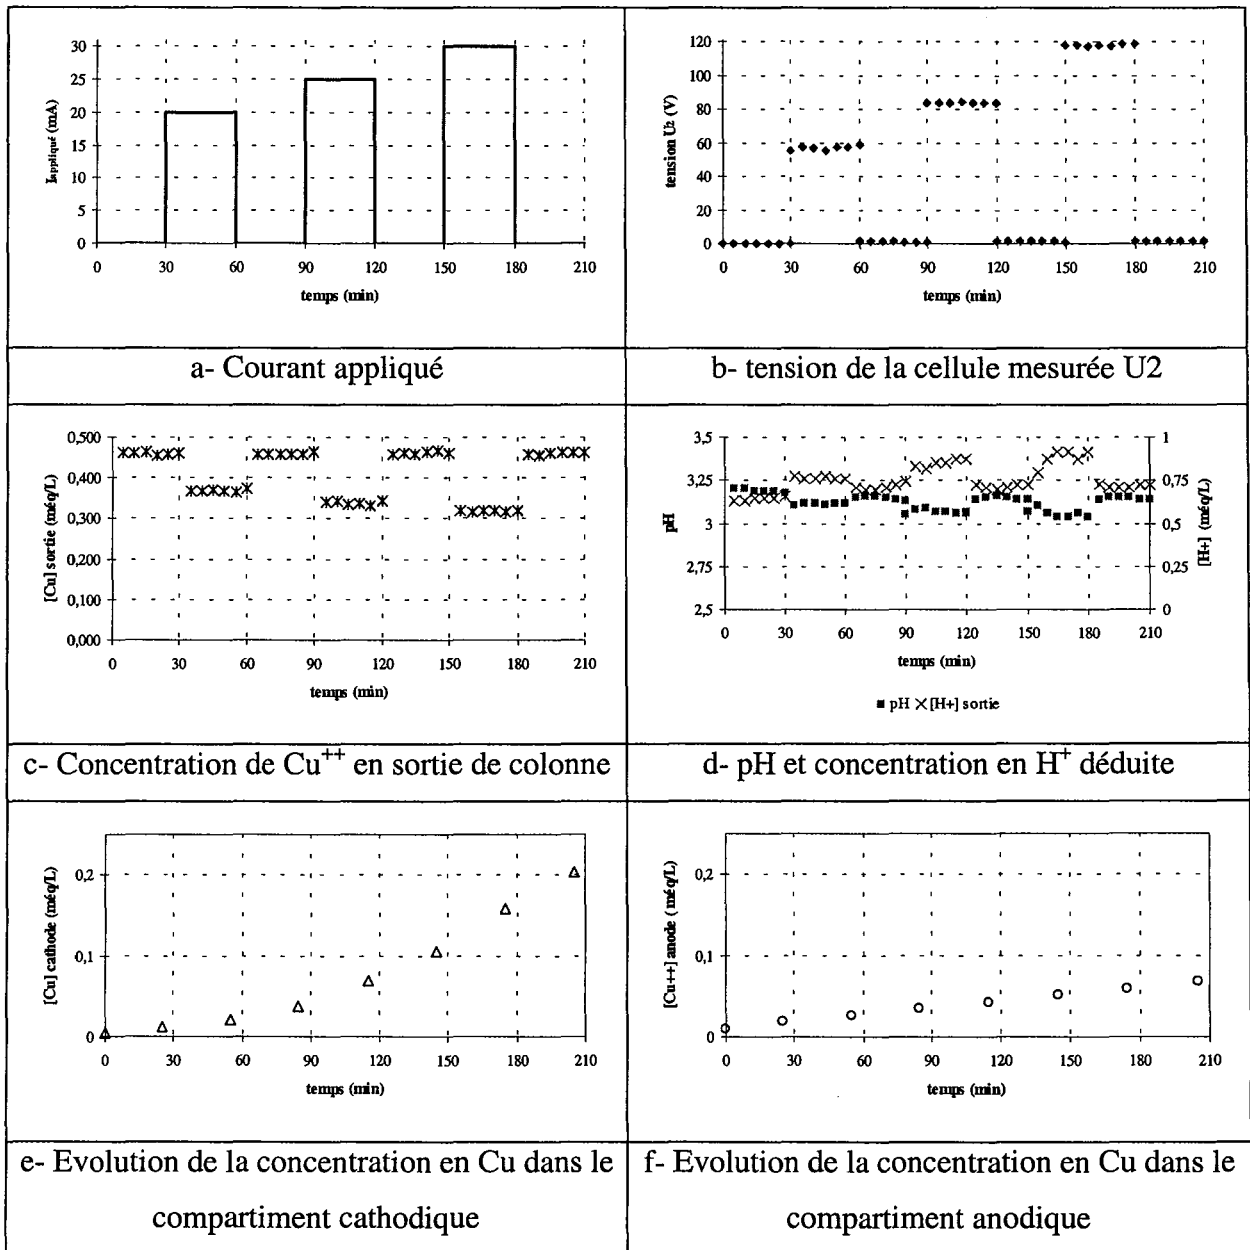 30
25
20
15
10
5
0
Iappliqué (mA)
0 30 60 90 120 150 180 210
temps (min)
120
100
80
60
40
20
0
tension U2 (V)
0 30 60 90 120 150 180 210
temps (min)
a- Courant appliqué
b- tension de la cellule mesurée U2
0,500
0,400
0,300
0,200
0,100
0,000
[Cu] sortie (méq/L)
0 30 60 90 120 150 180 210
temps (min)
3,5
3,25
3
2,75
2,5
pH
1
0,75
0,5
0,25
0
[H+] (méq/L)
0 30 60 90 120 150 180 210
temps (min)
pH [H+] sortie
c- Concentration de Cu++ en sortie de colonne
d- pH et concentration en H+ déduite
0,2
0,1
0
[Cu] cathode (méq/L)
0 30 60 90 120 150 180 210
temps (min)
0,2
0,1
0
[Cu++] anode ( méq/L)
0 30 60 90 120 150 180 210
temps (min)
e- Evolution de la concentration en Cu dans le
compartiment cathodique
f- Evolution de la concentration en Cu dans le
compartiment anodique